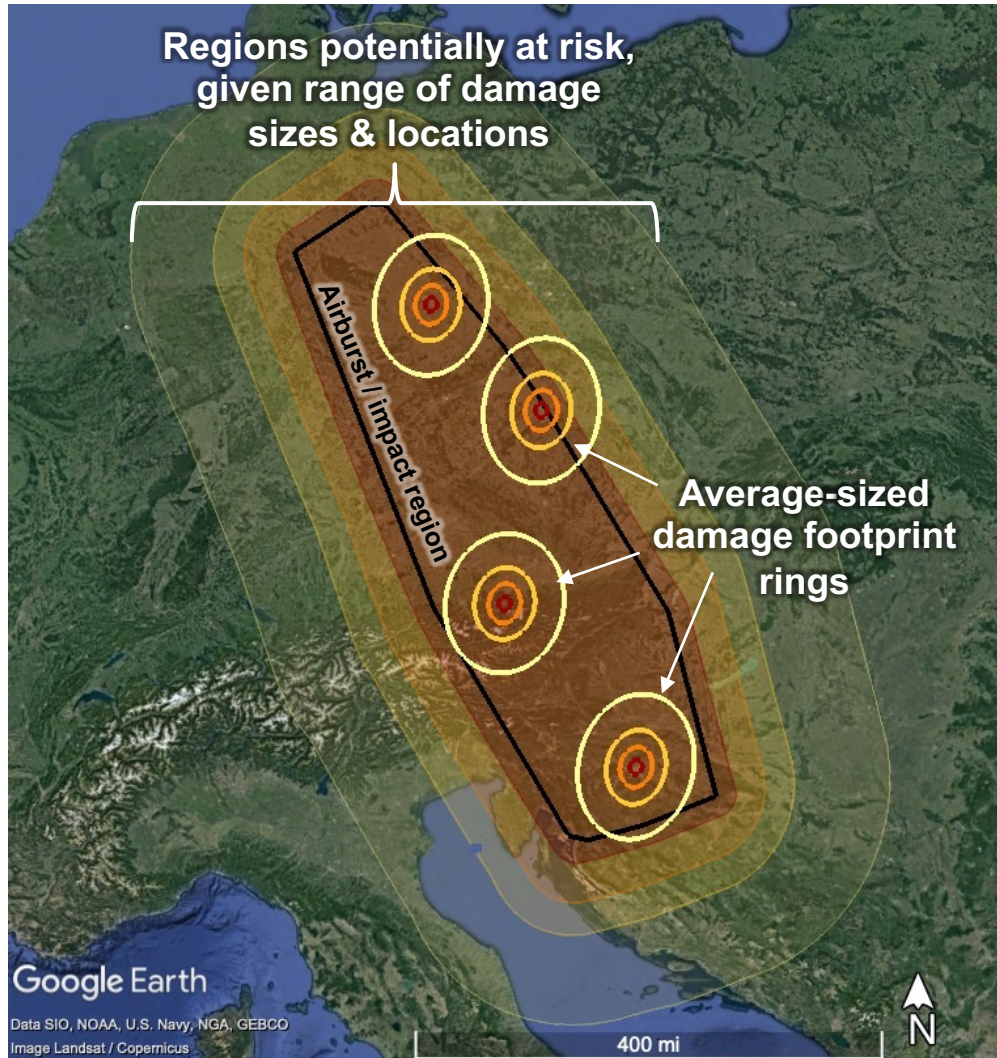 Regions potentially at risk,
given range of damage
sizes & locations
Airburst / impact region
Average-sized
damage footprint
rings
Google Earth
Data SIO, NOAA, U.S. Navy, NGA, GEBCO
Image Landsat / Copernicus
400 mi
N